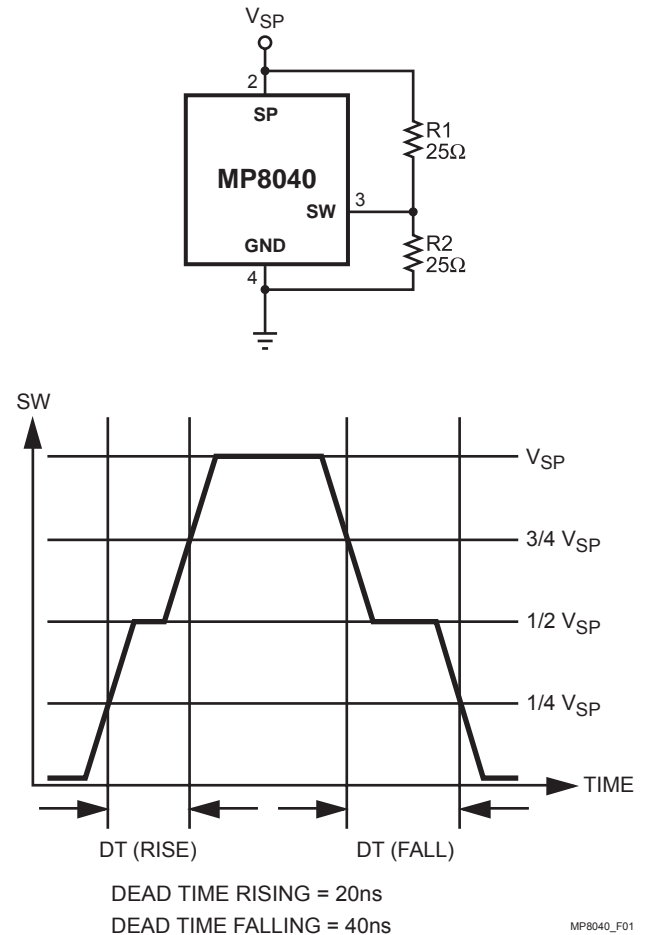 VSP
2
SP
R1
25Ω
MP8040
SW
3
GND
R2
25Ω
4
SW
VSP
3/4 VSP
1/2 VSP
1/4 VSP
TIME
DT (RISE)
DT (FALL)
DEAD TIME RISING = 20ns
DEAD TIME FALLING = 40ns
MP8040_F01